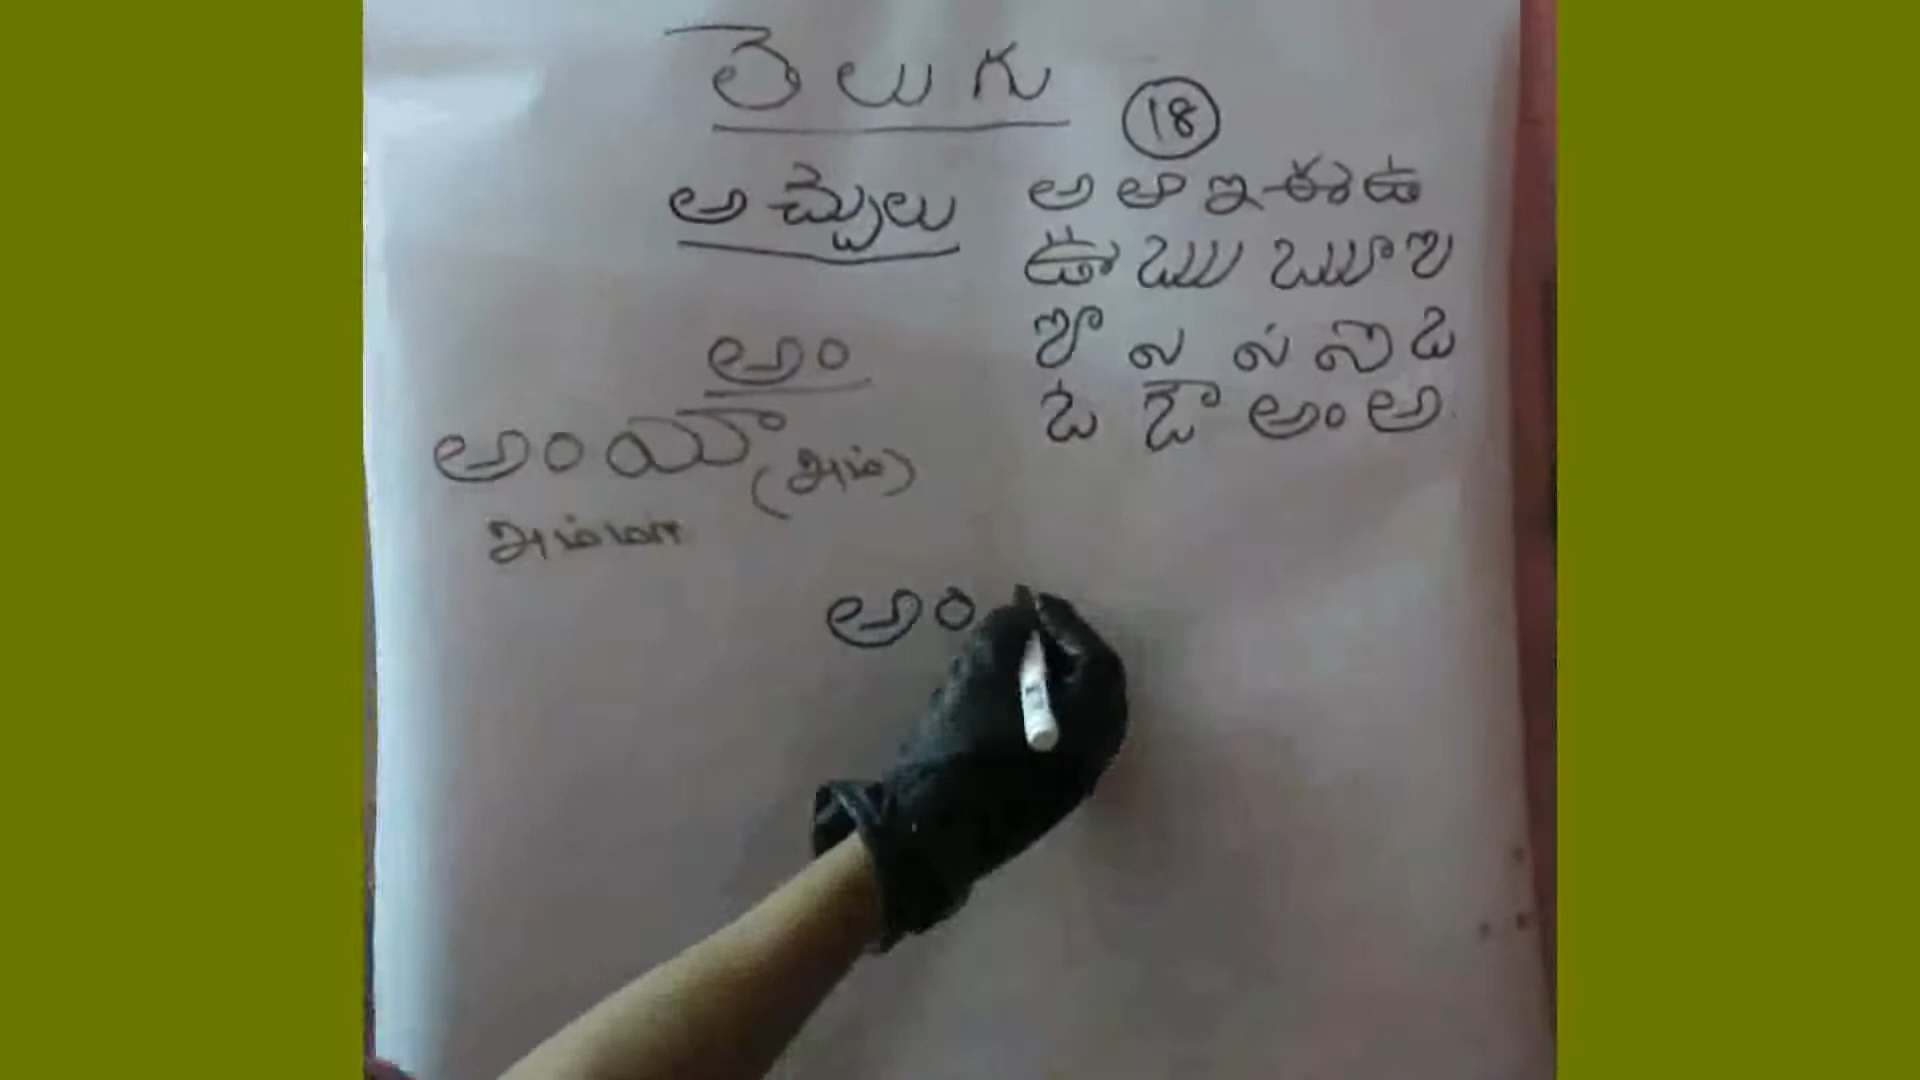 తెలుగు
18
అచ్చులు
అ ఆ ఇ ఈ ఉ
ఊ ఋ ౠ ఌ
ౡ ఎ ఏ ఐ ఒ
ఓ ఔ అం అ
అం
అంమా
(அம்)
அம்மா
అం